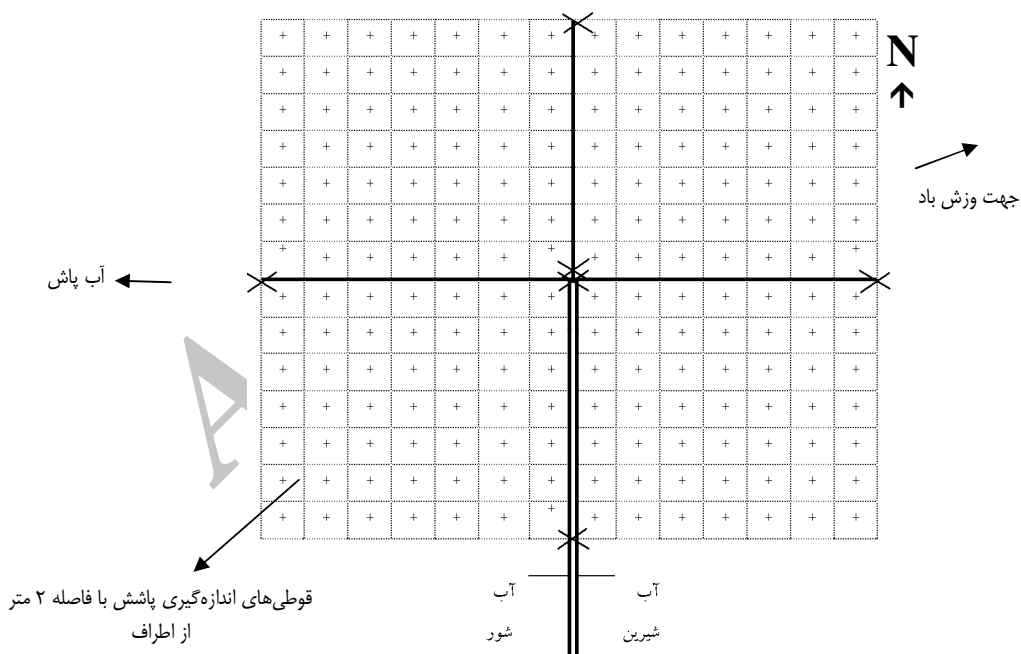 N
جهت وزش باد
آب پاش
A
قوطی‌های اندازه‌گیری پاشش با فاصله ۲ متر
از اطراف
آب
شیرین
آب
شور